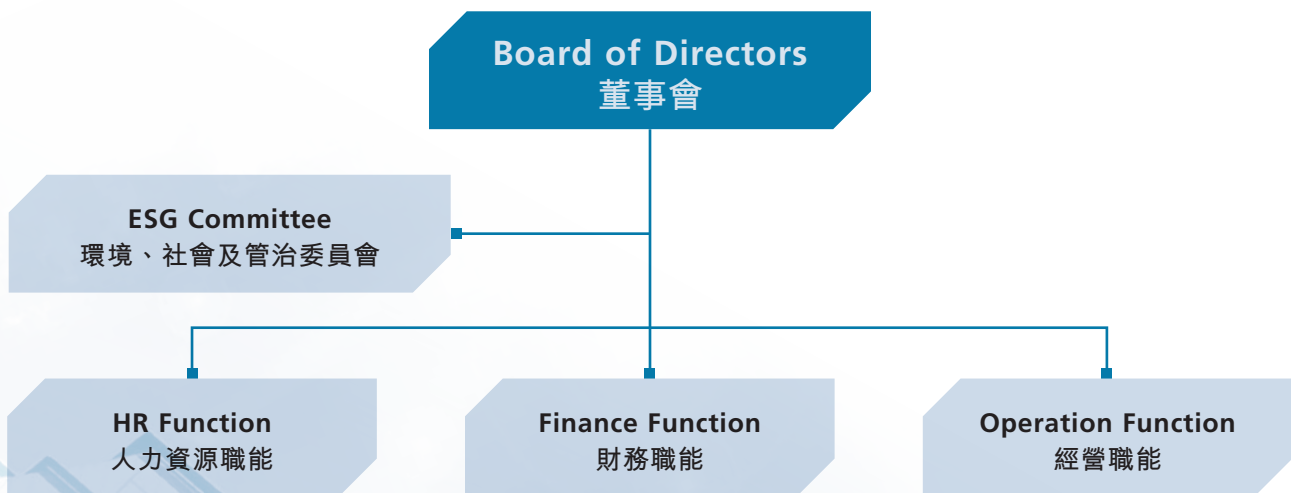 Board of Directors
董事會
ESG Committee
環境、社會及管治委員會
HR Function
人力資源職能
Finance Function
財務職能
Operation Function
經營職能